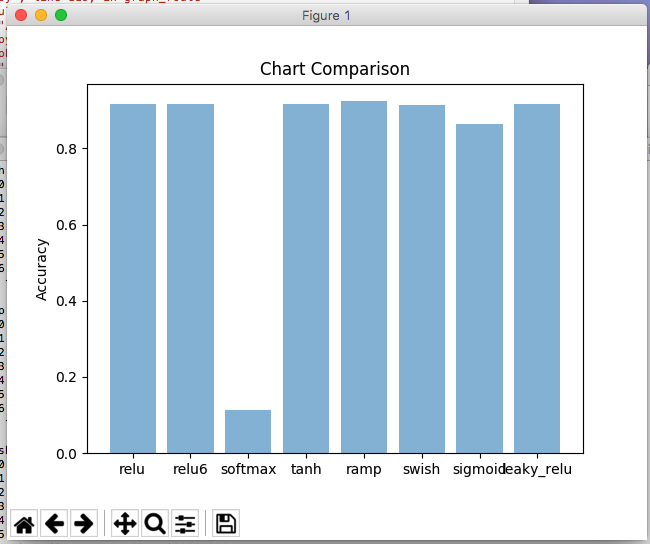 Figure 1
Chart Comparison
0.8
0.6
0.4
0.2
0.0
Accuracy
relu relu6 softmax tanh ramp swish sigmoid leaky_relu